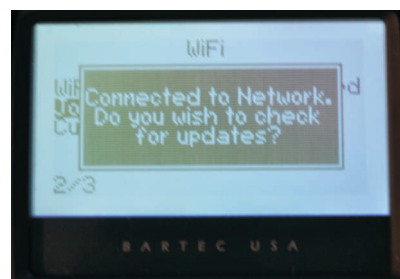 WiFi
Connected to Network.
Do you wish to check
for updates?
2/3
BARTEC USA